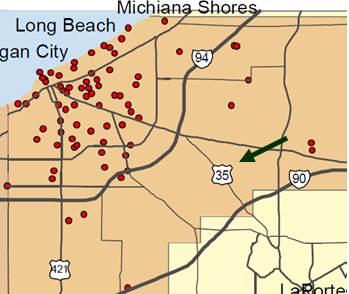 Michiana Shores
Long Beach
gan City
94
35
90
421
LaPorte